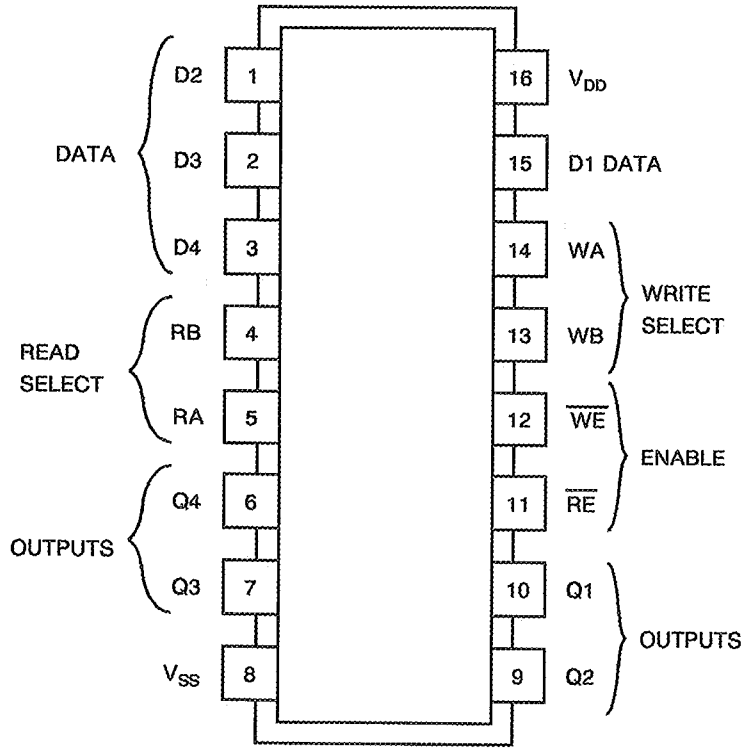 D2 1 16 VDD
DATA D3 2 15 D1 DATA
D4 3 14 WA
WRITE
SELECT
RB 4 13 WB
READ
SELECT
RA 5 12 W̅E̅
ENABLE
Q4 6 11 R̅E̅
OUTPUTS
Q3 7 10 Q1
OUTPUTS
VSS 8 9 Q2